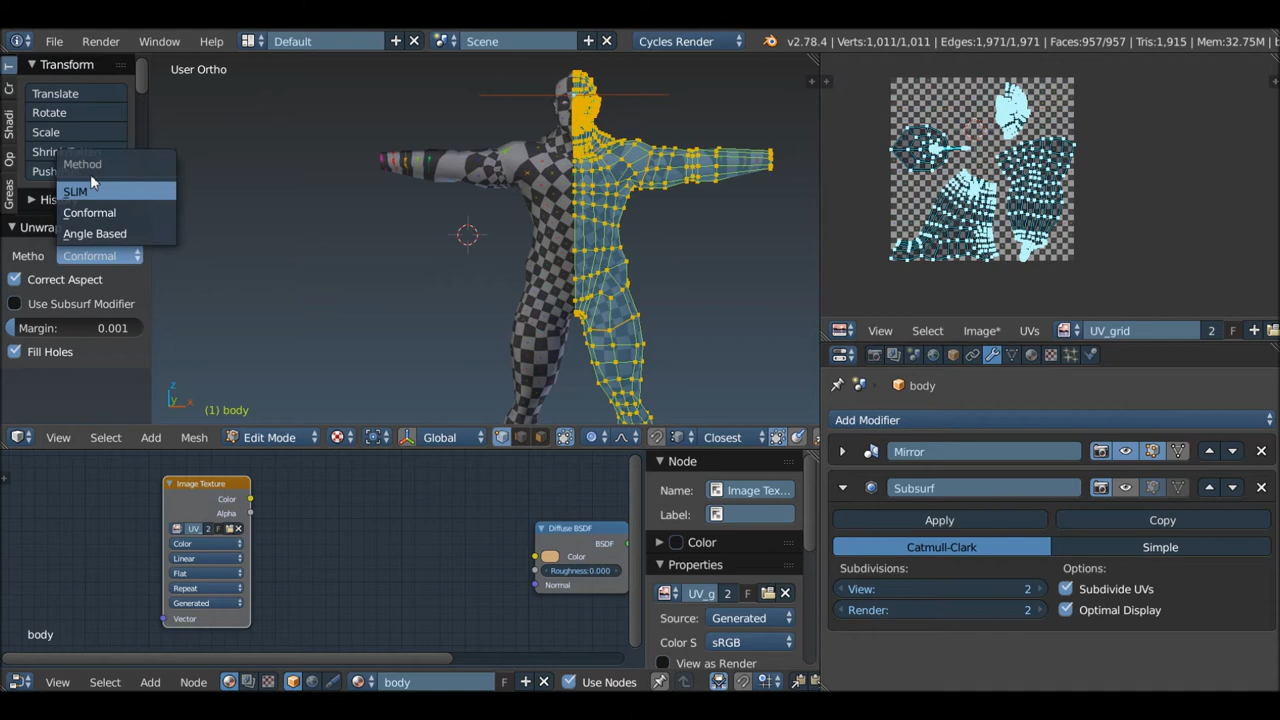 File Render Window Help Default Scene Cycles Render v2.78.4 | Verts:1,011/1,011 | Edges:1,971/1,971 | Faces:957/957 | Tris:1,915 | Mem:32.75M
T
Cr
Shadi
Op
Greas
Transform
Translate
Rotate
Scale
Push
Method
SLIM
Conformal
Angle Based
Metho Conformal
Correct Aspect
Use Subsurf Modifier
Margin: 0.001
Fill Holes
User Ortho
z
y
x
(1) body
View Select Add Mesh Edit Mode Global Closest
View Select Image* UVs UV_grid 2 F
body
Add Modifier
Mirror
Subsurf
Apply Copy
Catmull-Clark Simple
Subdivisions: Options:
View: 2 Subdivide UVs
Render: 2 Optimal Display
Image Texture
Color
Alpha
UV_ 2 F
Color
Linear
Flat
Repeat
Generated
Vector
Diffuse BSDF
BSDF
Color
Roughness:0.000
Normal
body
Node
Name: Image Tex...
Label:
Color
Properties
UV_g 2 F
Source: Generated
Color S sRGB
View as Render
View Select Add Node body F Use Nodes